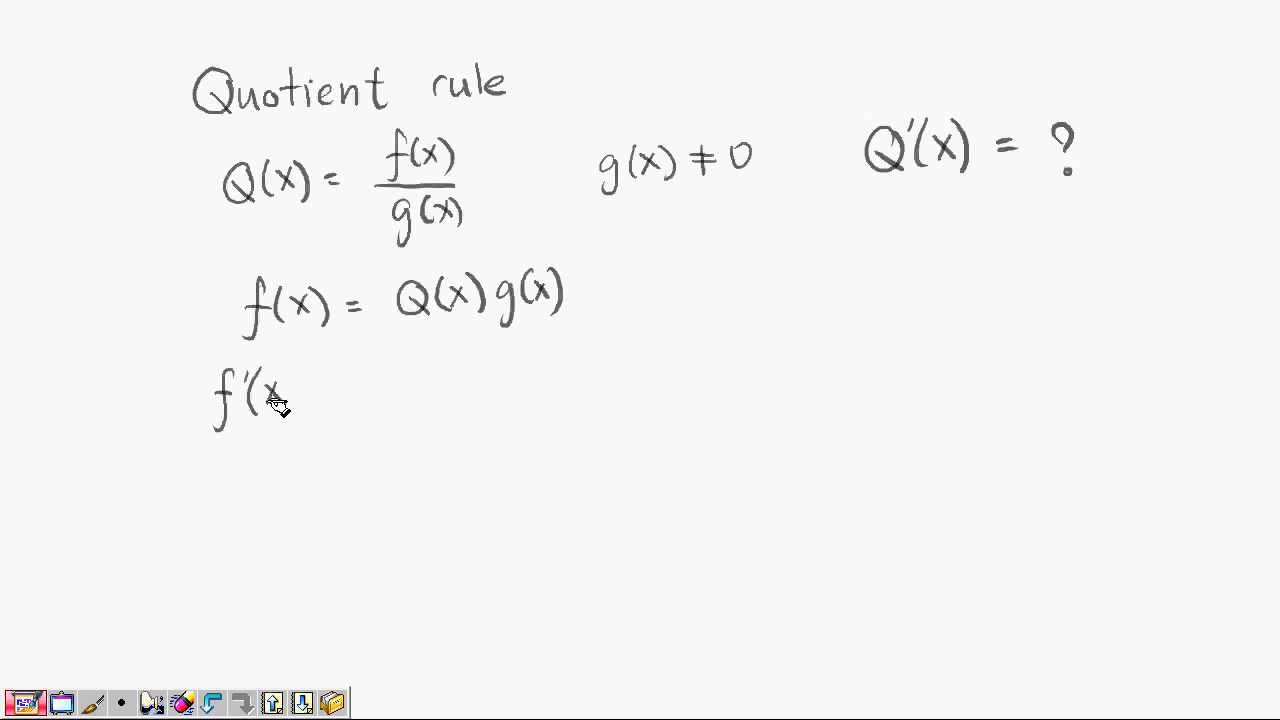 Quotient rule
Q(x) = f(x)/g(x) g(x) ≠ 0 Q'(x) = ?
f(x) = Q(x) g(x)
f'(x